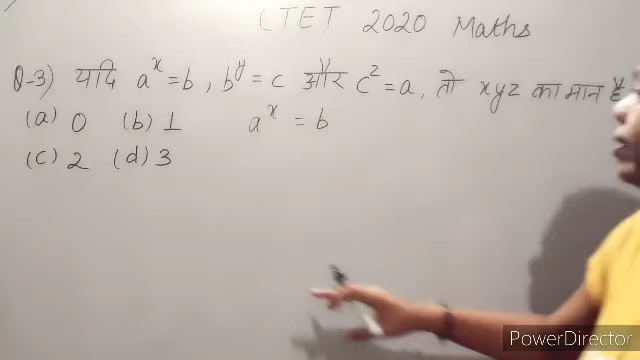 CTET 2020 Maths
Q-3) यदि a^x = b , b^y = c और c^z = a, तो xyz का मान है
(a) 0 (b) 1 a^x = b
(c) 2 (d) 3
PowerDirector